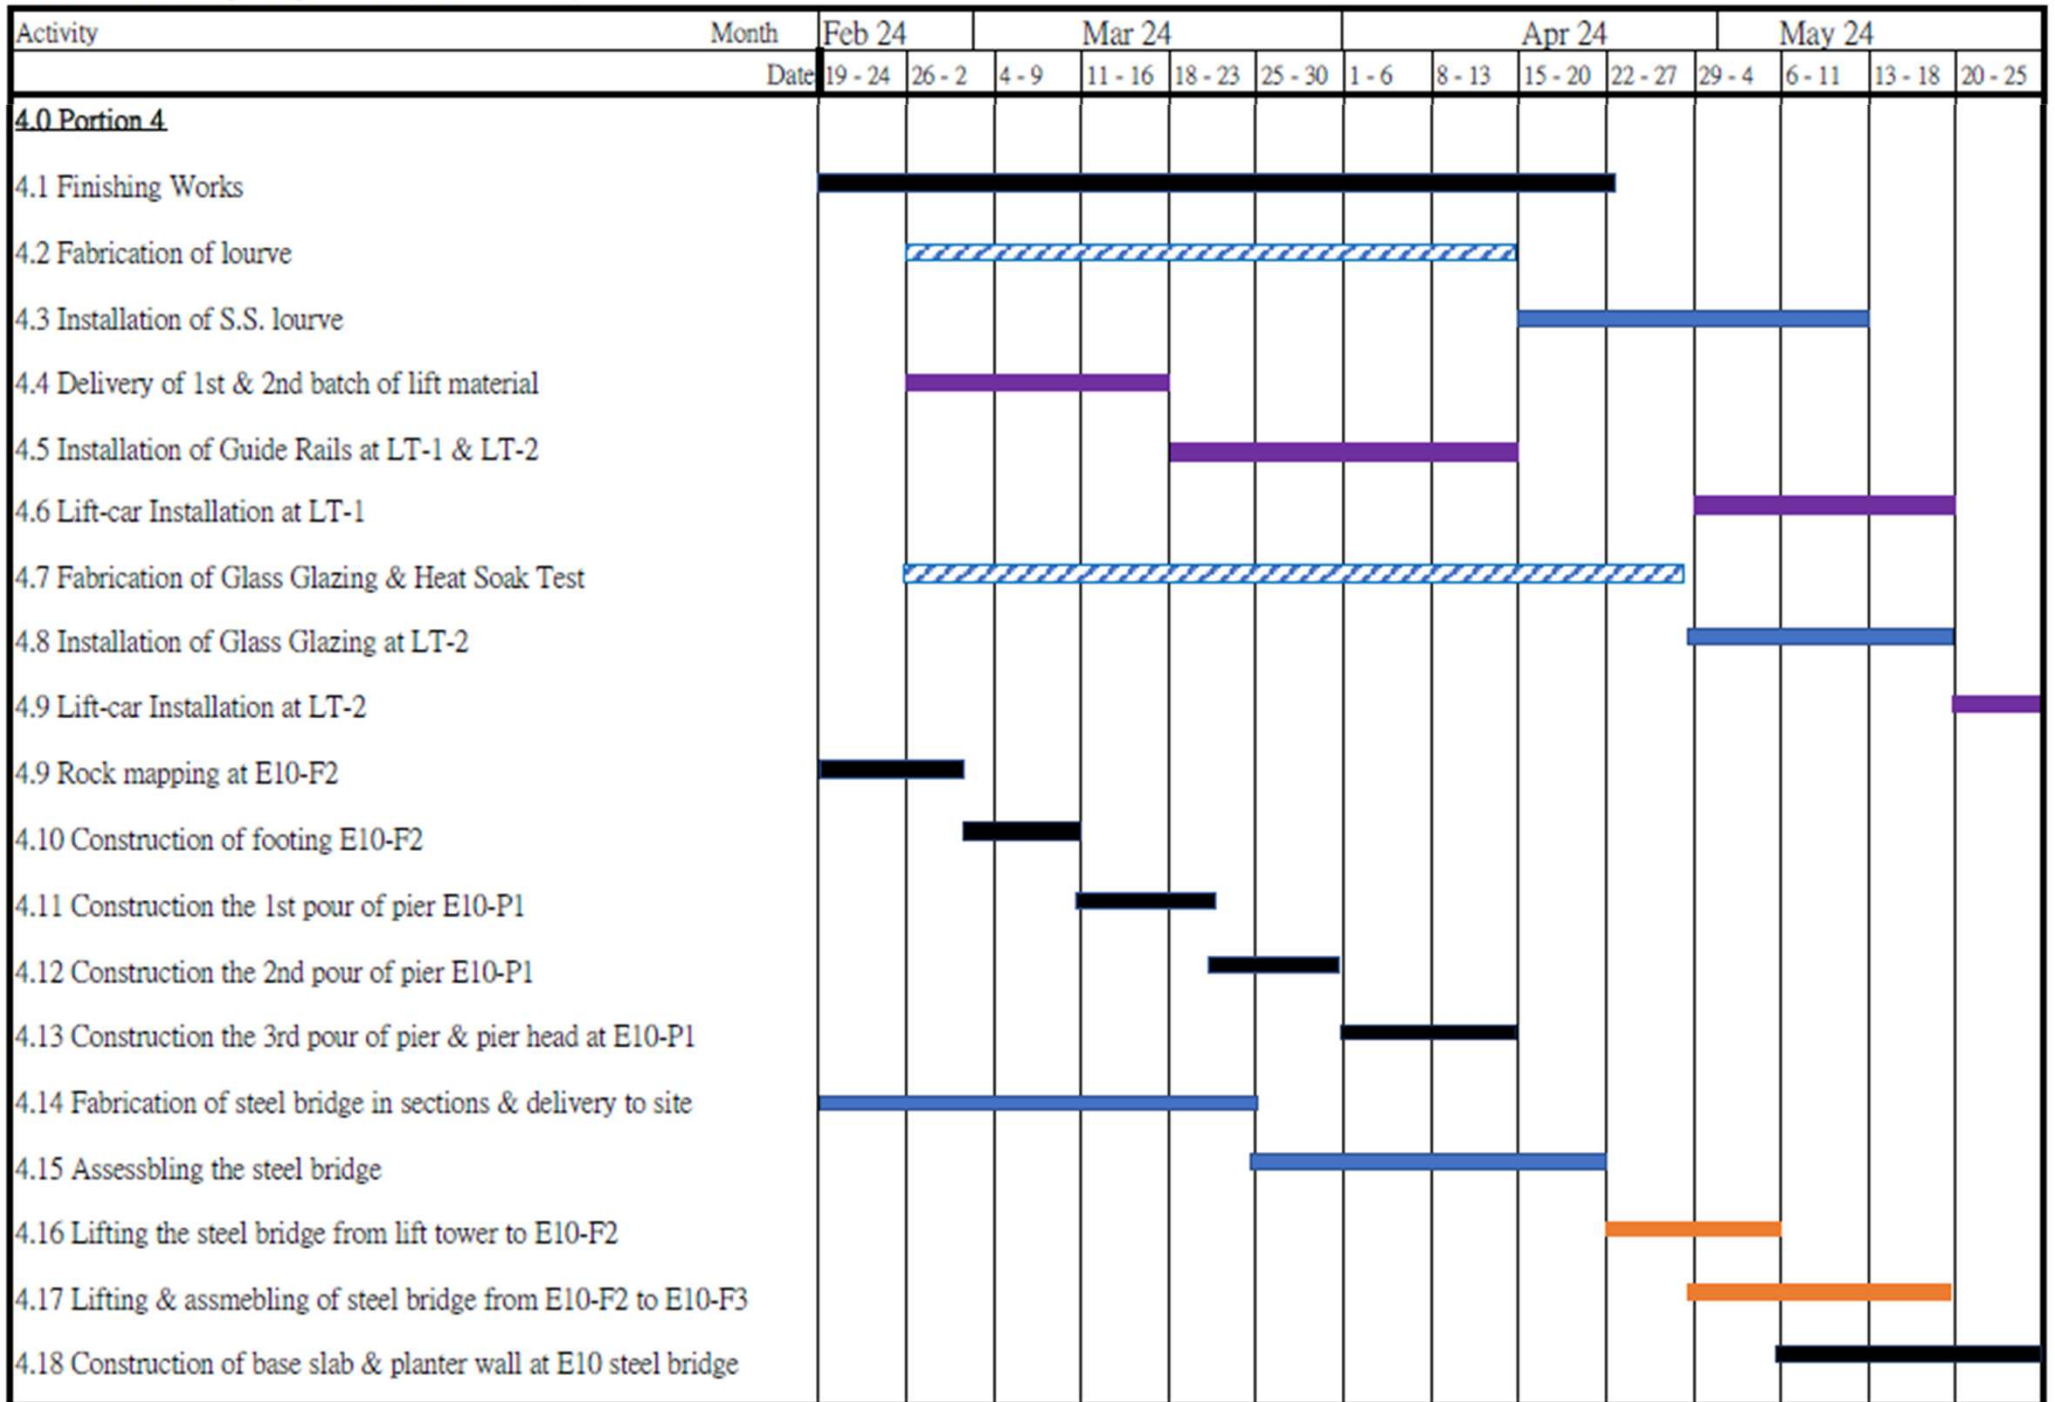 Activity Month Feb 24 Mar 24 Apr 24 May 24
Date 19 - 24 26 - 2 4 - 9 11 - 16 18 - 23 25 - 30 1 - 6 8 - 13 15 - 20 22 - 27 29 - 4 6 - 11 13 - 18 20 - 25
4.0 Portion 4
4.1 Finishing Works
4.2 Fabrication of lourve
4.3 Installation of S.S. lourve
4.4 Delivery of 1st & 2nd batch of lift material
4.5 Installation of Guide Rails at LT-1 & LT-2
4.6 Lift-car Installation at LT-1
4.7 Fabrication of Glass Glazing & Heat Soak Test
4.8 Installation of Glass Glazing at LT-2
4.9 Lift-car Installation at LT-2
4.9 Rock mapping at E10-F2
4.10 Construction of footing E10-F2
4.11 Construction the 1st pour of pier E10-P1
4.12 Construction the 2nd pour of pier E10-P1
4.13 Construction the 3rd pour of pier & pier head at E10-P1
4.14 Fabrication of steel bridge in sections & delivery to site
4.15 Assessbling the steel bridge
4.16 Lifting the steel bridge from lift tower to E10-F2
4.17 Lifting & assmebling of steel bridge from E10-F2 to E10-F3
4.18 Construction of base slab & planter wall at E10 steel bridge